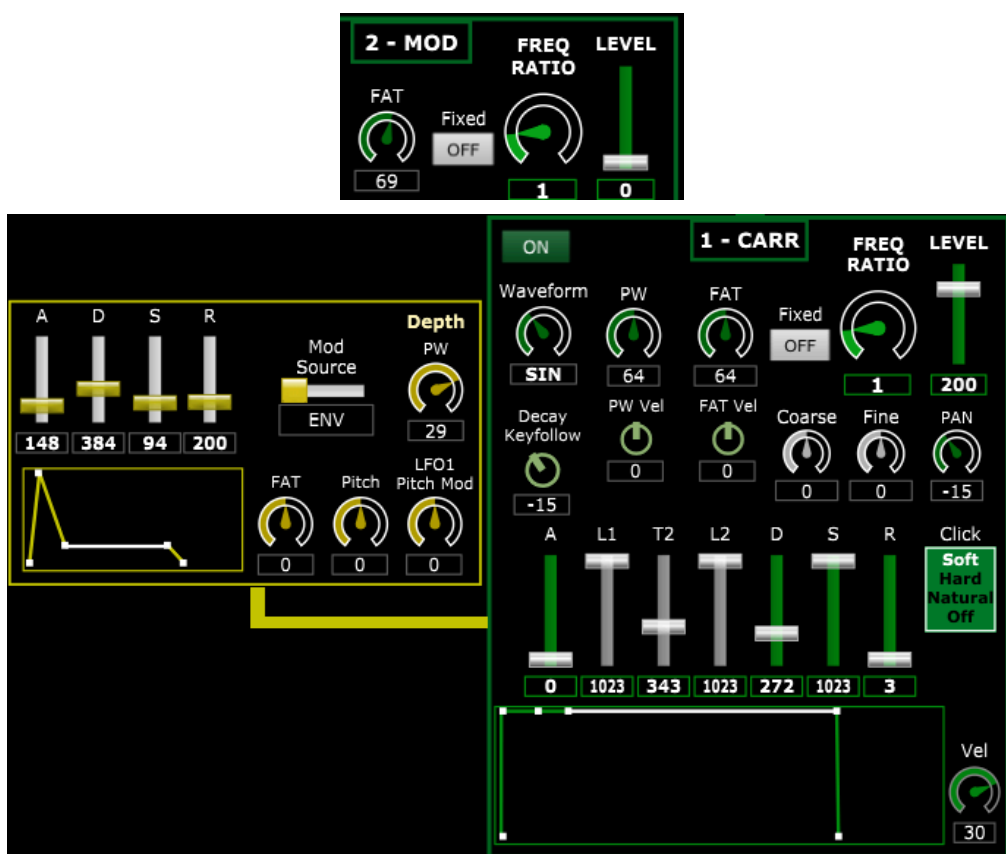 2 - MOD
FREQ RATIO
LEVEL
FAT
Fixed
OFF
69
1
0
ON
1 - CARR
FREQ RATIO
LEVEL
Waveform
PW
FAT
Fixed
OFF
SIN
64
64
1
200
Decay Keyfollow
PW Vel
FAT Vel
Coarse
Fine
PAN
-15
0
0
0
0
-15
A
L1
T2
L2
D
S
R
Click
Soft
Hard
Natural
Off
0
1023
343
1023
272
1023
3
Vel
30
A
D
S
R
Depth
Mod Source
PW
ENV
148
384
94
200
29
FAT
Pitch
LFO1 Pitch Mod
0
0
0